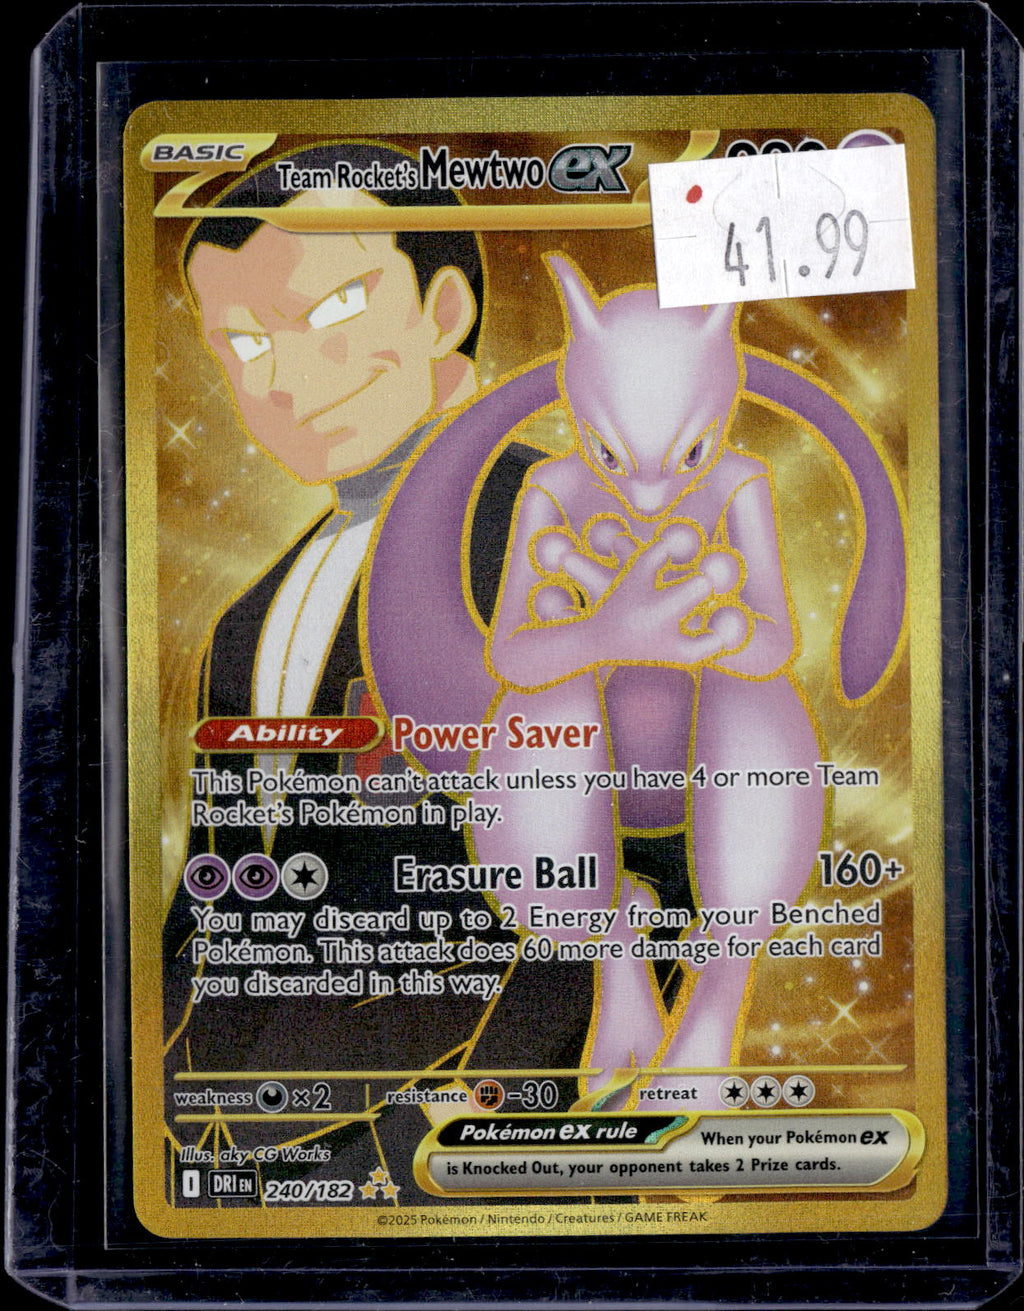 BASIC
Team Rocket's Mewtwo ex
41.99
Ability Power Saver
This Pokémon can't attack unless you have 4 or more Team
Rocket's Pokémon in play.
Erasure Ball 160+
You may discard up to 2 Energy from your Benched
Pokémon. This attack does 60 more damage for each card
you discarded in this way.
weakness ×2 resistance -30 retreat
Pokémon ex rule
When your Pokémon ex
is Knocked Out, your opponent takes 2 Prize cards.
Illus. aky CG Works
I DRI EN 240/182
©2025 Pokémon / Nintendo / Creatures / GAME FREAK